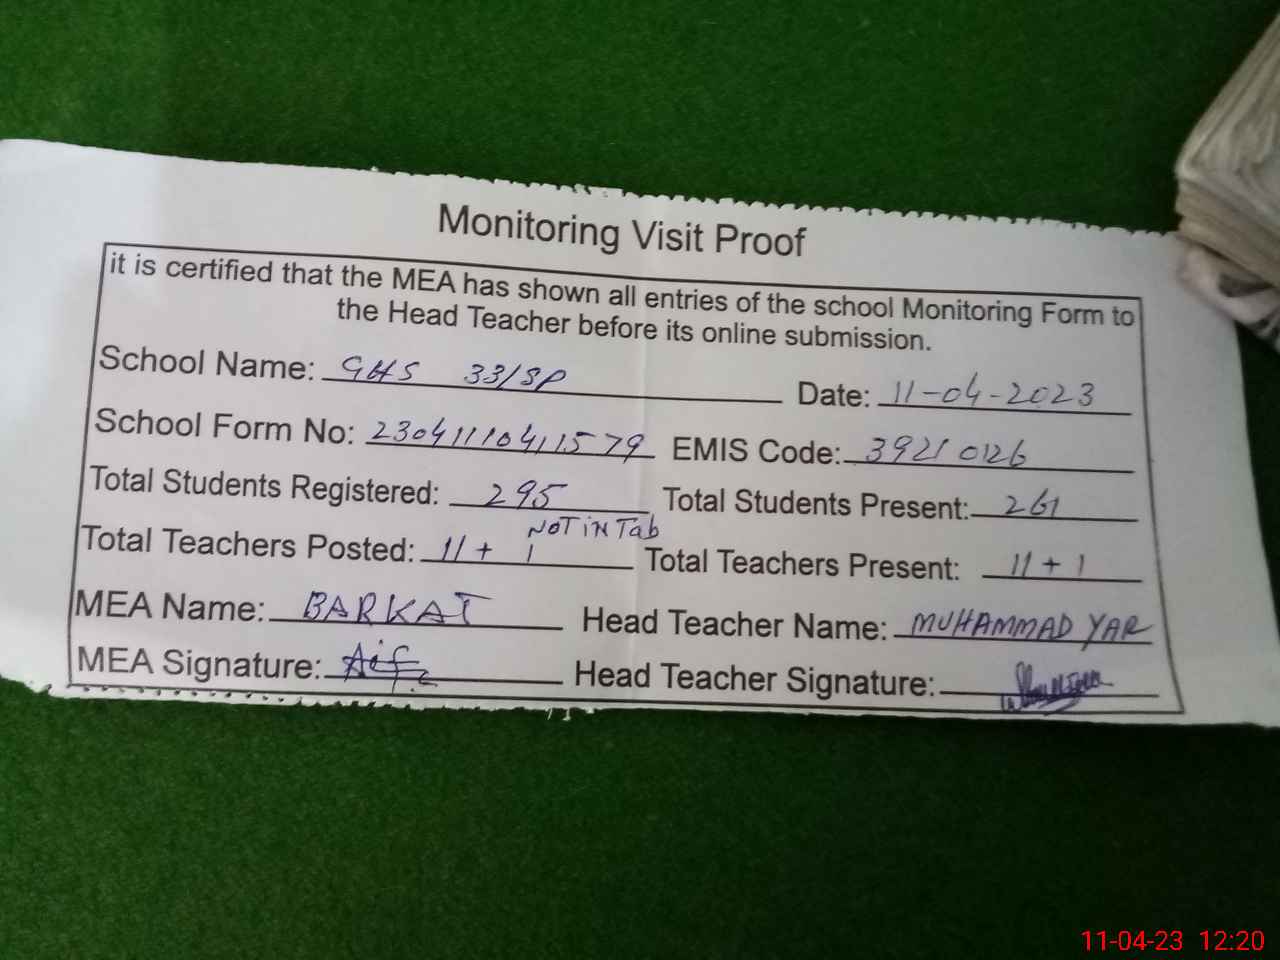 Monitoring Visit Proof
it is certified that the MEA has shown all entries of the school Monitoring Form to
the Head Teacher before its online submission.
School Name: GHS 33/SP Date: 11-04-2023
School Form No: 23041110411579 EMIS Code: 39210126
Total Students Registered: 295 Total Students Present: 261
NOT iN Tab
Total Teachers Posted: 11 + 1 Total Teachers Present: 11 + 1
MEA Name: BARKAT Head Teacher Name: MUHAMMAD YAR
MEA Signature: Head Teacher Signature:
11-04-23 12:20